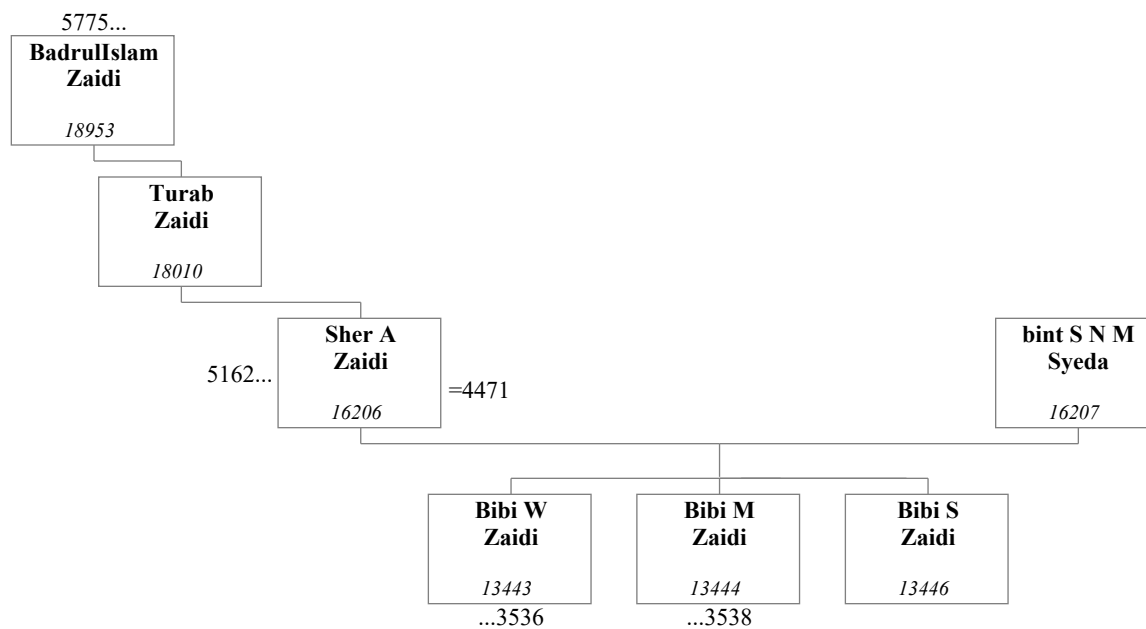 5775...
BadrulIslam
Zaidi
18953
Turab
Zaidi
18010
Sher A
Zaidi
16206
5162...
=4471
bint S N M
Syeda
16207
Bibi W
Zaidi
13443
...3536
Bibi M
Zaidi
13444
...3538
Bibi S
Zaidi
13446